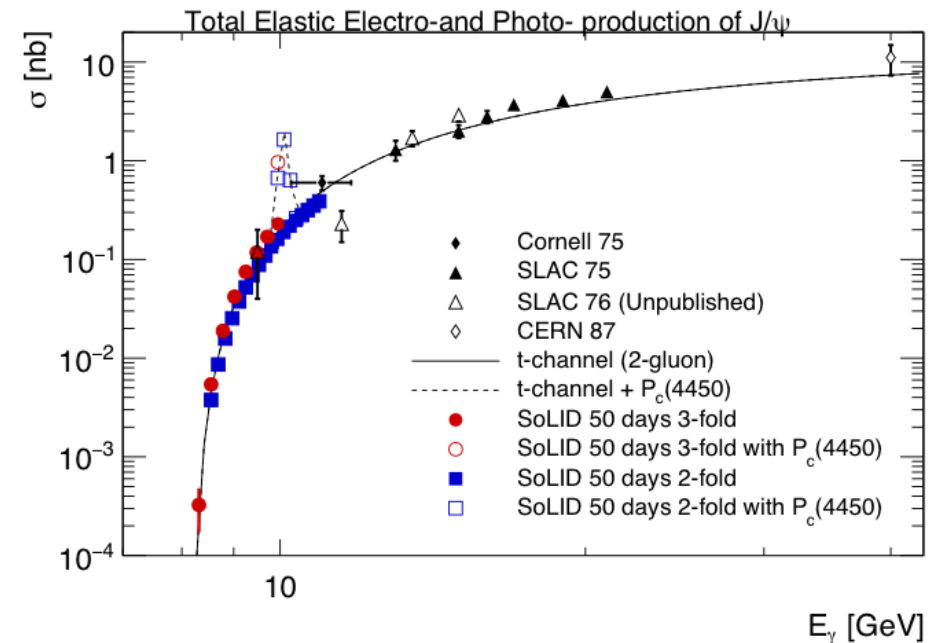 Total Elastic Electro-and Photo- production of J/ψ
σ [nb]
10
1
10⁻¹
10⁻²
10⁻³
10⁻⁴
Cornell 75
SLAC 75
SLAC 76 (Unpublished)
CERN 87
t-channel (2-gluon)
t-channel + P_c(4450)
SoLID 50 days 3-fold
SoLID 50 days 3-fold with P_c(4450)
SoLID 50 days 2-fold
SoLID 50 days 2-fold with P_c(4450)
10
E_γ [GeV]